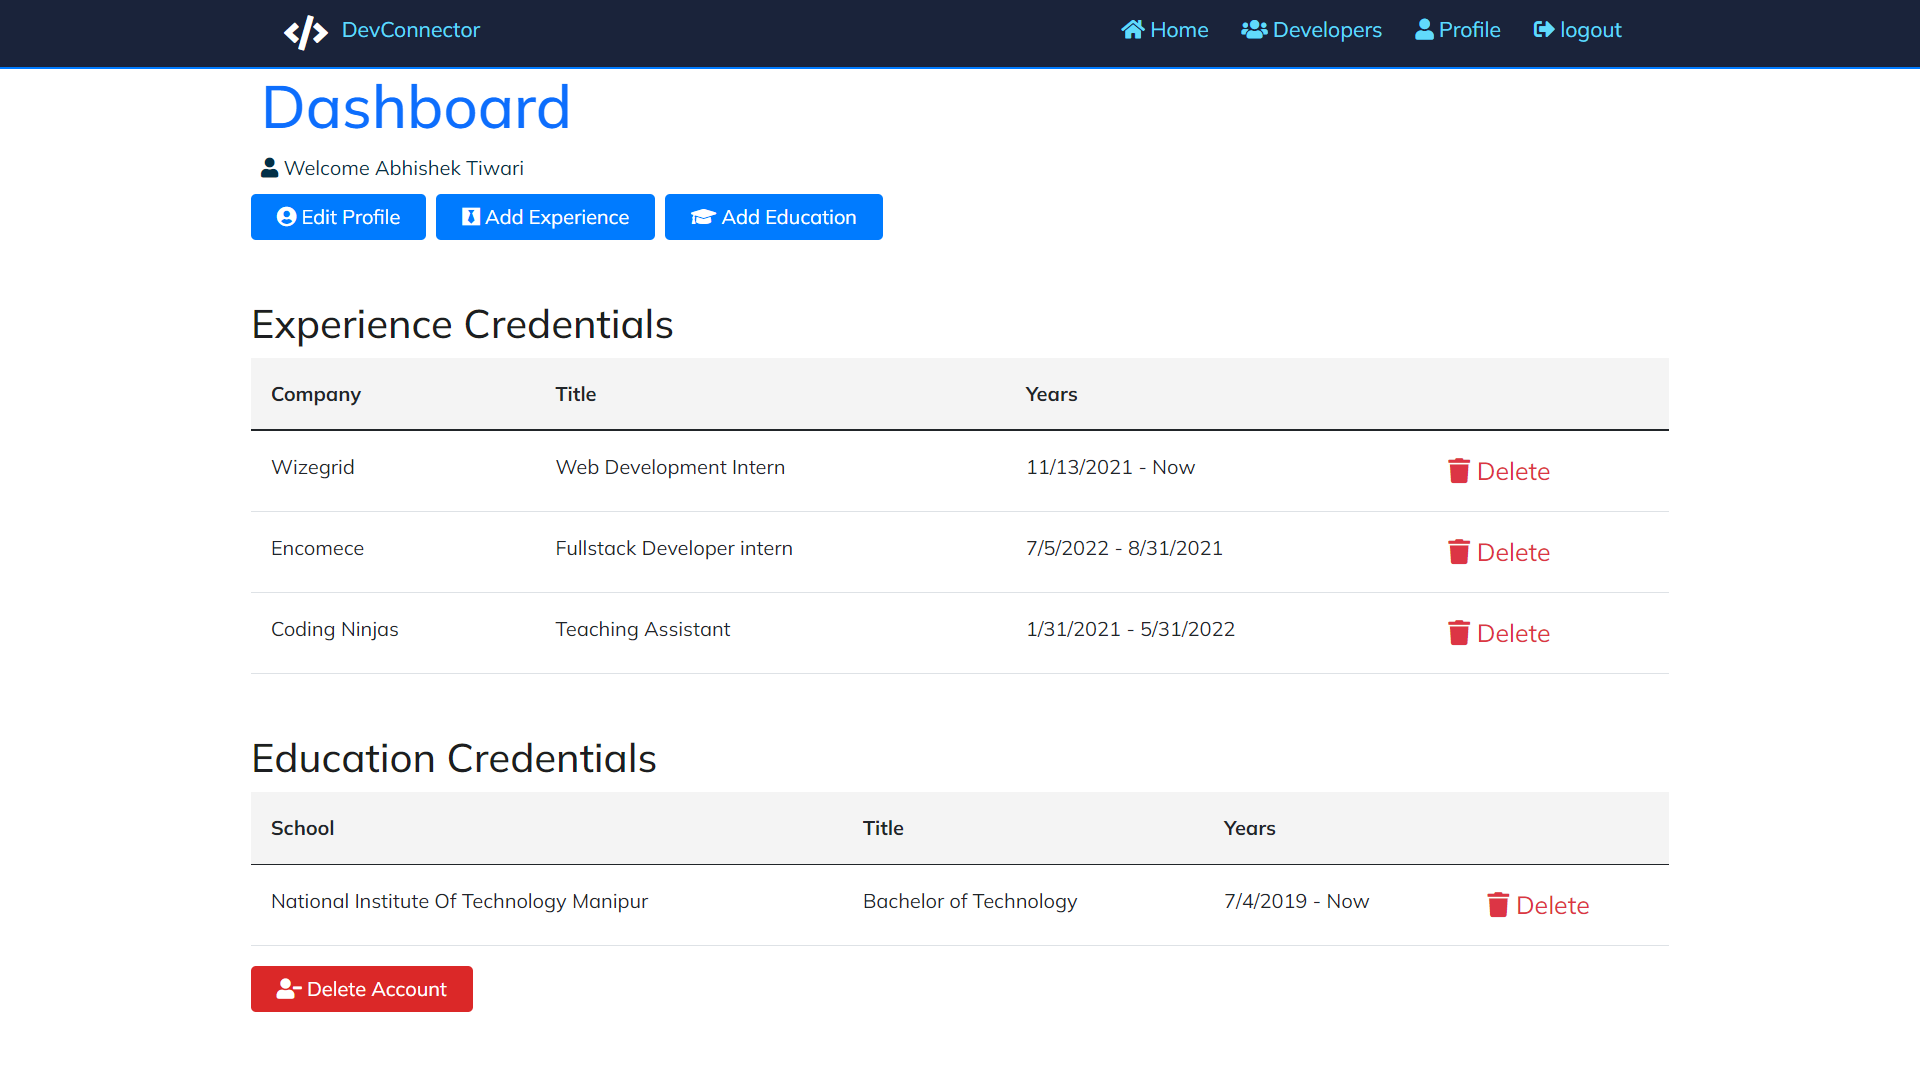 DevConnector Home Developers Profile logout
Dashboard
Welcome Abhishek Tiwari
Edit Profile Add Experience Add Education
Experience Credentials
Company Title Years
Wizegrid Web Development Intern 11/13/2021 - Now Delete
Encomece Fullstack Developer intern 7/5/2022 - 8/31/2021 Delete
Coding Ninjas Teaching Assistant 1/31/2021 - 5/31/2022 Delete
Education Credentials
School Title Years
National Institute Of Technology Manipur Bachelor of Technology 7/4/2019 - Now Delete
Delete Account